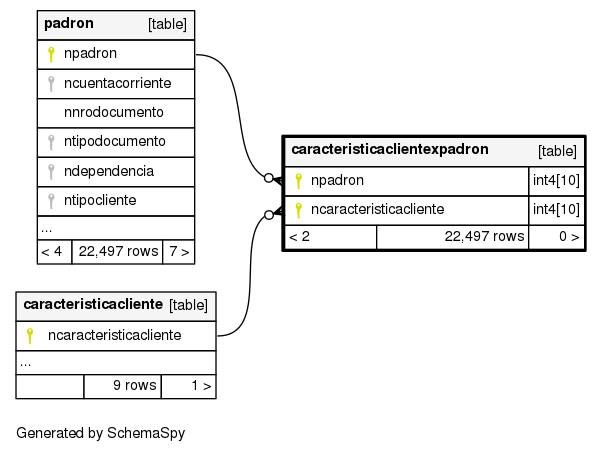 padron [table]
npadron
ncuentacorriente
nnrodocumento
ntipodocumento
ndependencia
ntipocliente
...
< 4 22,497 rows 7 >
caracteristicaclientexpadron [table]
npadron int4[10]
ncaracteristicacliente int4[10]
< 2 22,497 rows 0 >
caracteristicacliente [table]
ncaracteristicacliente
...
9 rows 1 >
Generated by SchemaSpy